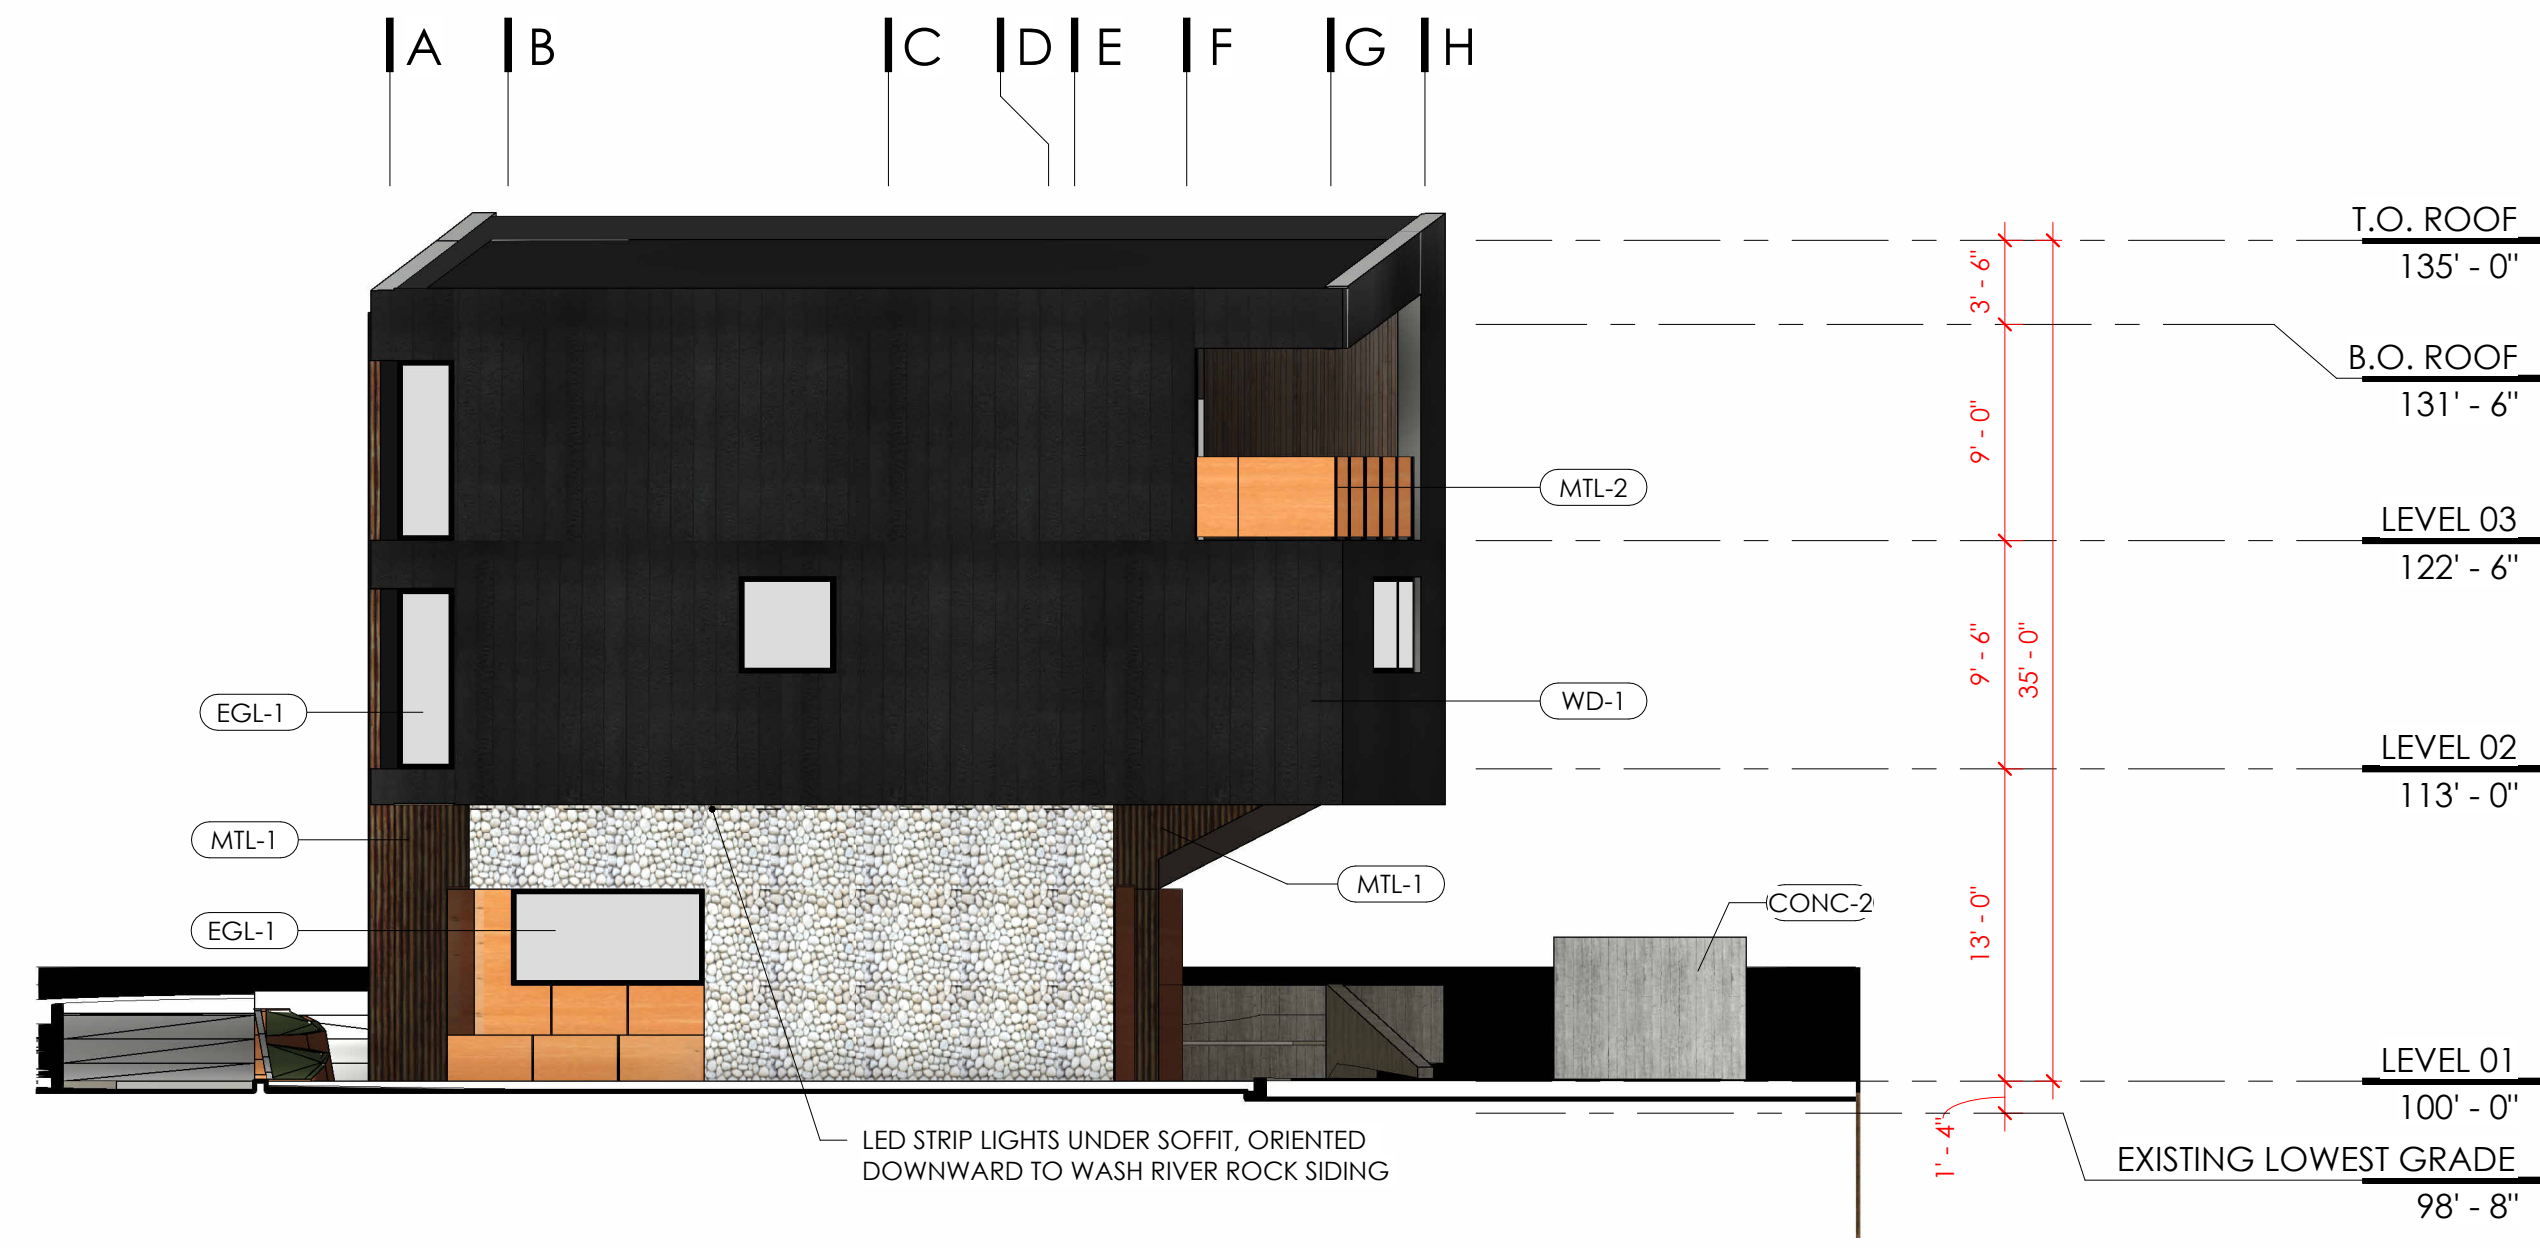 A B C D E F G H
T.O. ROOF
135' - 0"
3' - 6"
B.O. ROOF
131' - 6"
9' - 0"
MTL-2
LEVEL 03
122' - 6"
9' - 6"
35' - 0"
EGL-1
WD-1
LEVEL 02
113' - 0"
MTL-1
MTL-1
CONC-2
13' - 0"
EGL-1
LEVEL 01
100' - 0"
1' - 4"
LED STRIP LIGHTS UNDER SOFFIT, ORIENTED
DOWNWARD TO WASH RIVER ROCK SIDING
EXISTING LOWEST GRADE
98' - 8"